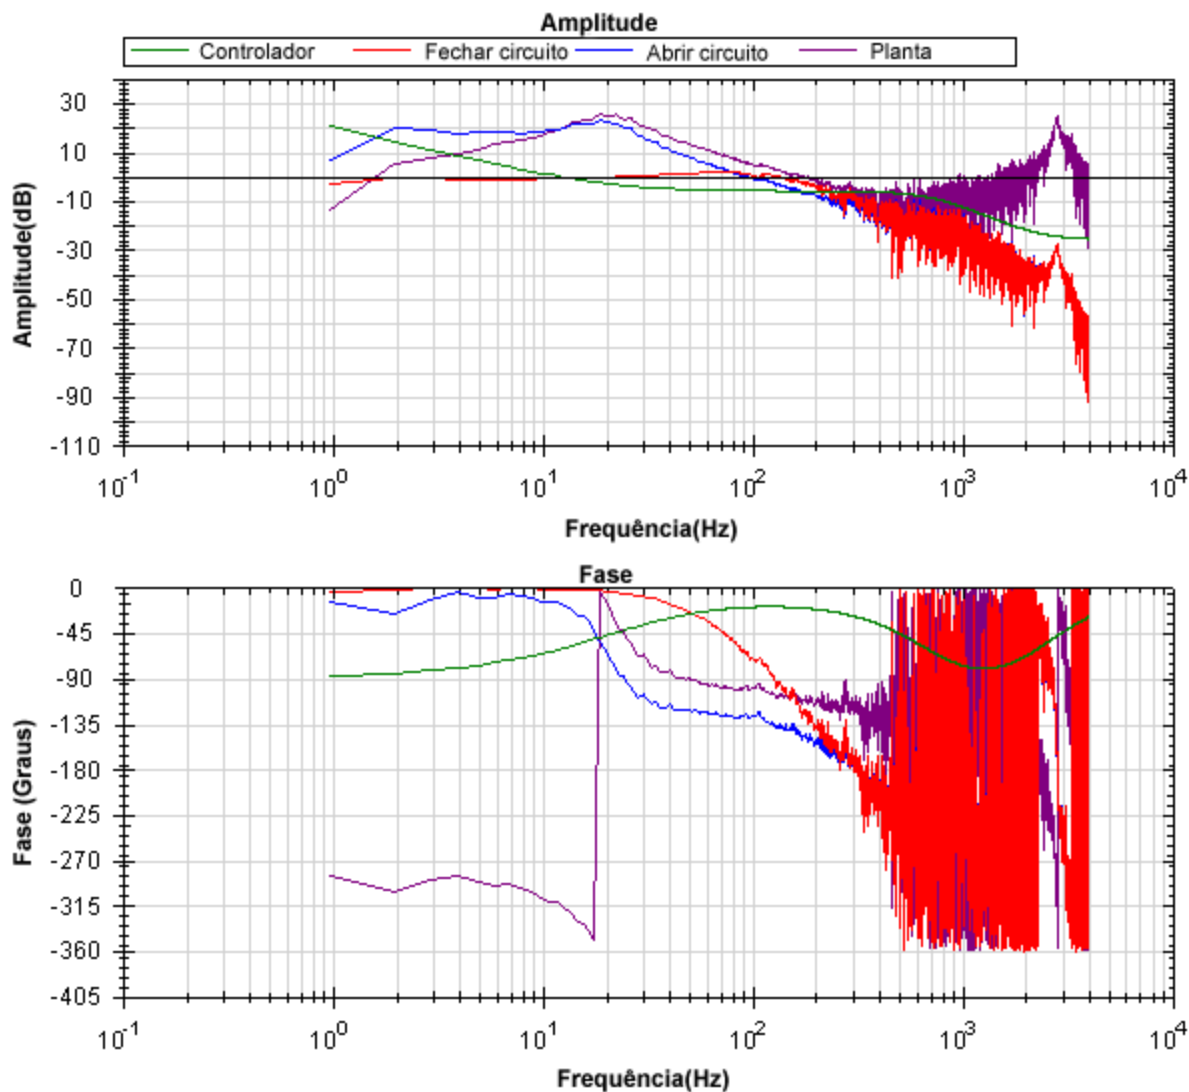 Amplitude
Controlador Fechar circuito Abrir circuito Planta
30
10
-10
-30
-50
-70
-90
-110
Amplitude(dB)
10-1 100 101 102 103 104
Frequência(Hz)
Fase
0
-45
-90
-135
-180
-225
-270
-315
-360
-405
Fase (Graus)
10-1 100 101 102 103 104
Frequência(Hz)